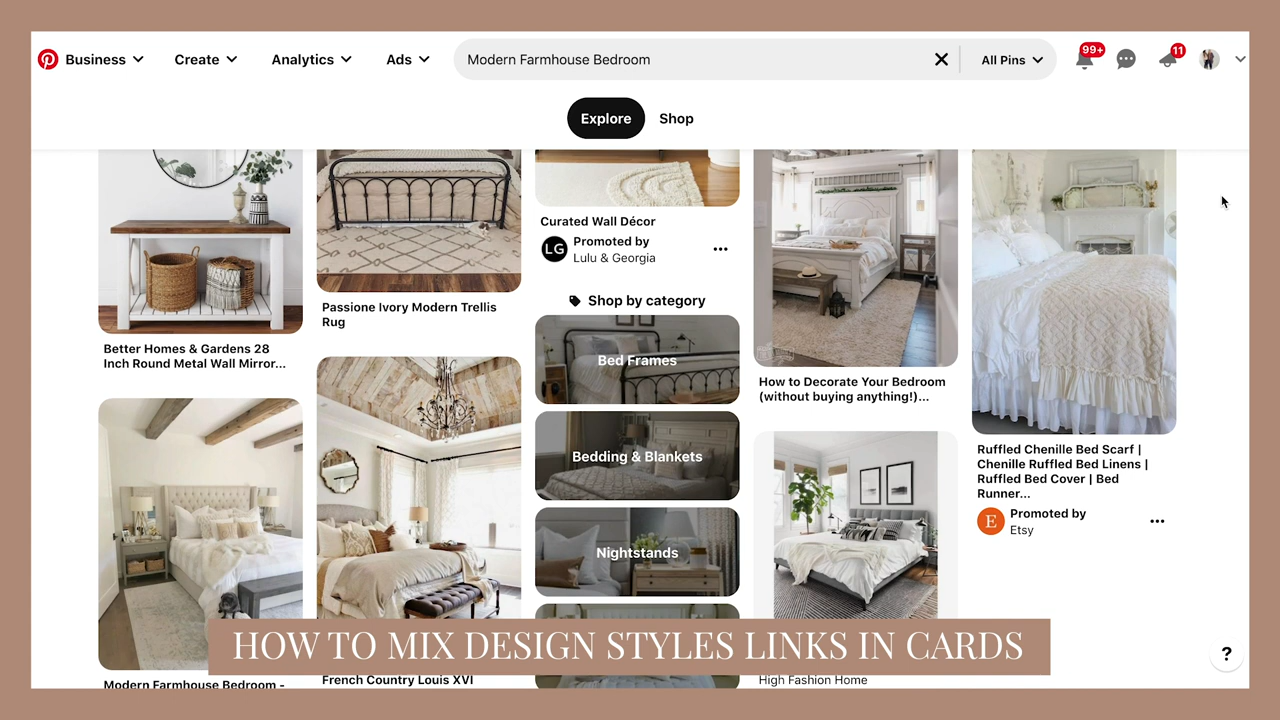 Business
Create
Analytics
Ads
Modern Farmhouse Bedroom
All Pins
99+
11
Explore
Shop
Better Homes & Gardens 28
Inch Round Metal Wall Mirror...
Modern Farmhouse Bedroom -
Passione Ivory Modern Trellis
Rug
French Country Louis XVI
Curated Wall Décor
LG
Promoted by
Lulu & Georgia
Shop by category
Bed Frames
Bedding & Blankets
Nightstands
How to Decorate Your Bedroom
(without buying anything!)...
High Fashion Home
Ruffled Chenille Bed Scarf |
Chenille Ruffled Bed Linens |
Ruffled Bed Cover | Bed
Runner...
E
Promoted by
Etsy
?
HOW TO MIX DESIGN STYLES LINKS IN CARDS